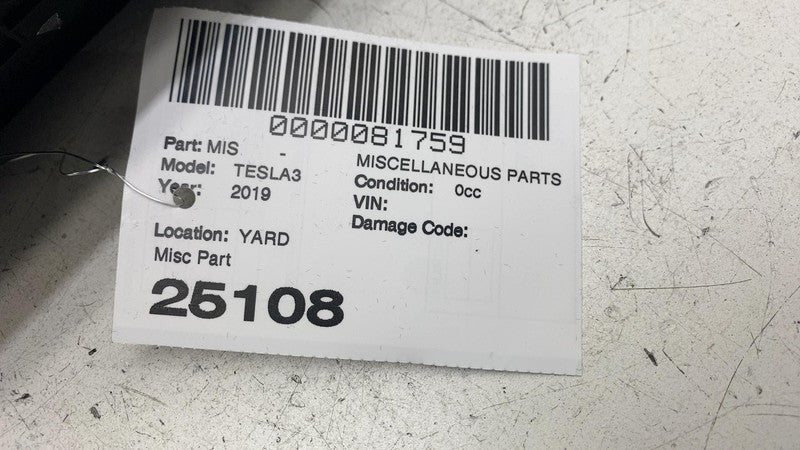 0000081759
Part: MIS - MISCELLANEOUS PARTS
Model: TESLA3 Condition: 0cc
Year: 2019 VIN:
Damage Code:
Location: YARD
Misc Part
25108